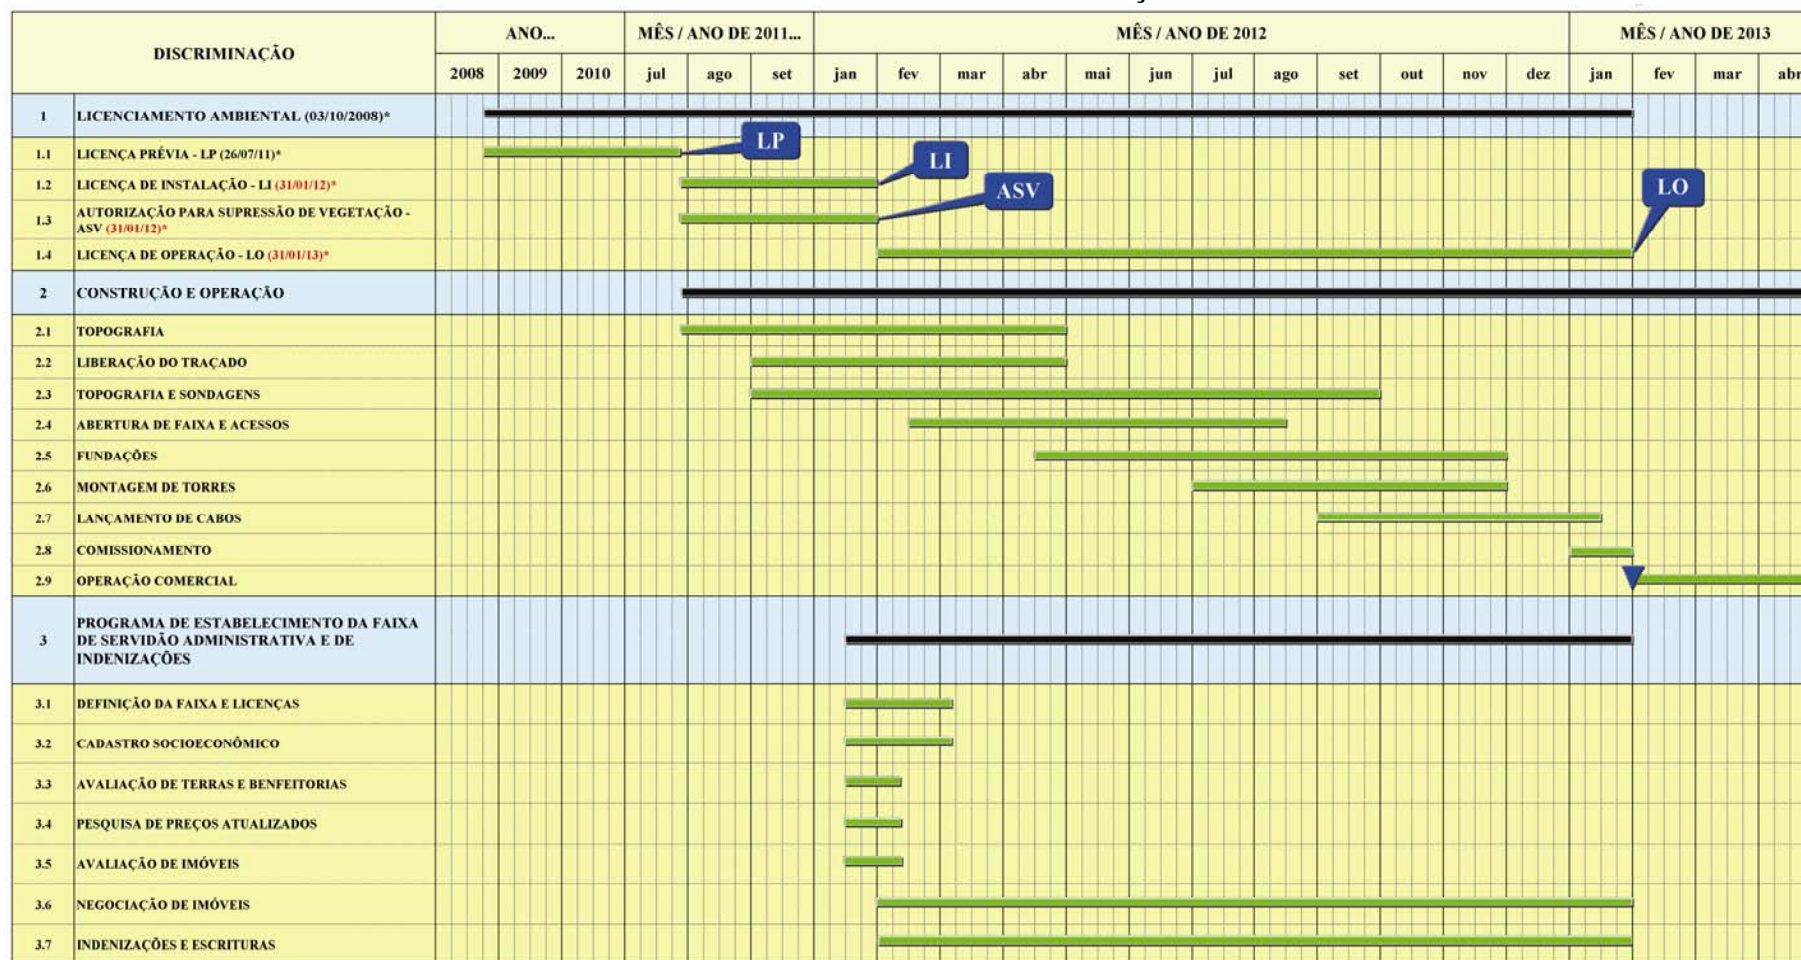 DISCRIMINAÇÃO
ANO...
MÊS / ANO DE 2011...
MÊS / ANO DE 2012
MÊS / ANO DE 2013
2008 2009 2010 jul ago set jan fev mar abr mai jun jul ago set out nov dez jan fev mar abr
1 LICENCIAMENTO AMBIENTAL (03/10/2008)*
LP
1.1 LICENÇA PRÉVIA - LP (26/07/11)*
LI
1.2 LICENÇA DE INSTALAÇÃO - LI (31/01/12)*
ASV
LO
1.3 AUTORIZAÇÃO PARA SUPRESSÃO DE VEGETAÇÃO -
ASV (31/01/12)*
1.4 LICENÇA DE OPERAÇÃO - LO (31/01/13)*
2 CONSTRUÇÃO E OPERAÇÃO
2.1 TOPOGRAFIA
2.2 LIBERAÇÃO DO TRAÇADO
2.3 TOPOGRAFIA E SONDAGENS
2.4 ABERTURA DE FAIXA E ACESSOS
2.5 FUNDAÇÕES
2.6 MONTAGEM DE TORRES
2.7 LANÇAMENTO DE CABOS
2.8 COMISSIONAMENTO
2.9 OPERAÇÃO COMERCIAL
3 PROGRAMA DE ESTABELECIMENTO DA FAIXA
DE SERVIDÃO ADMINISTRATIVA E DE
INDENIZAÇÕES
3.1 DEFINIÇÃO DA FAIXA E LICENÇAS
3.2 CADASTRO SOCIOECONÔMICO
3.3 AVALIAÇÃO DE TERRAS E BENFEITORIAS
3.4 PESQUISA DE PREÇOS ATUALIZADOS
3.5 AVALIAÇÃO DE IMÓVEIS
3.6 NEGOCIAÇÃO DE IMÓVEIS
3.7 INDENIZAÇÕES E ESCRITURAS